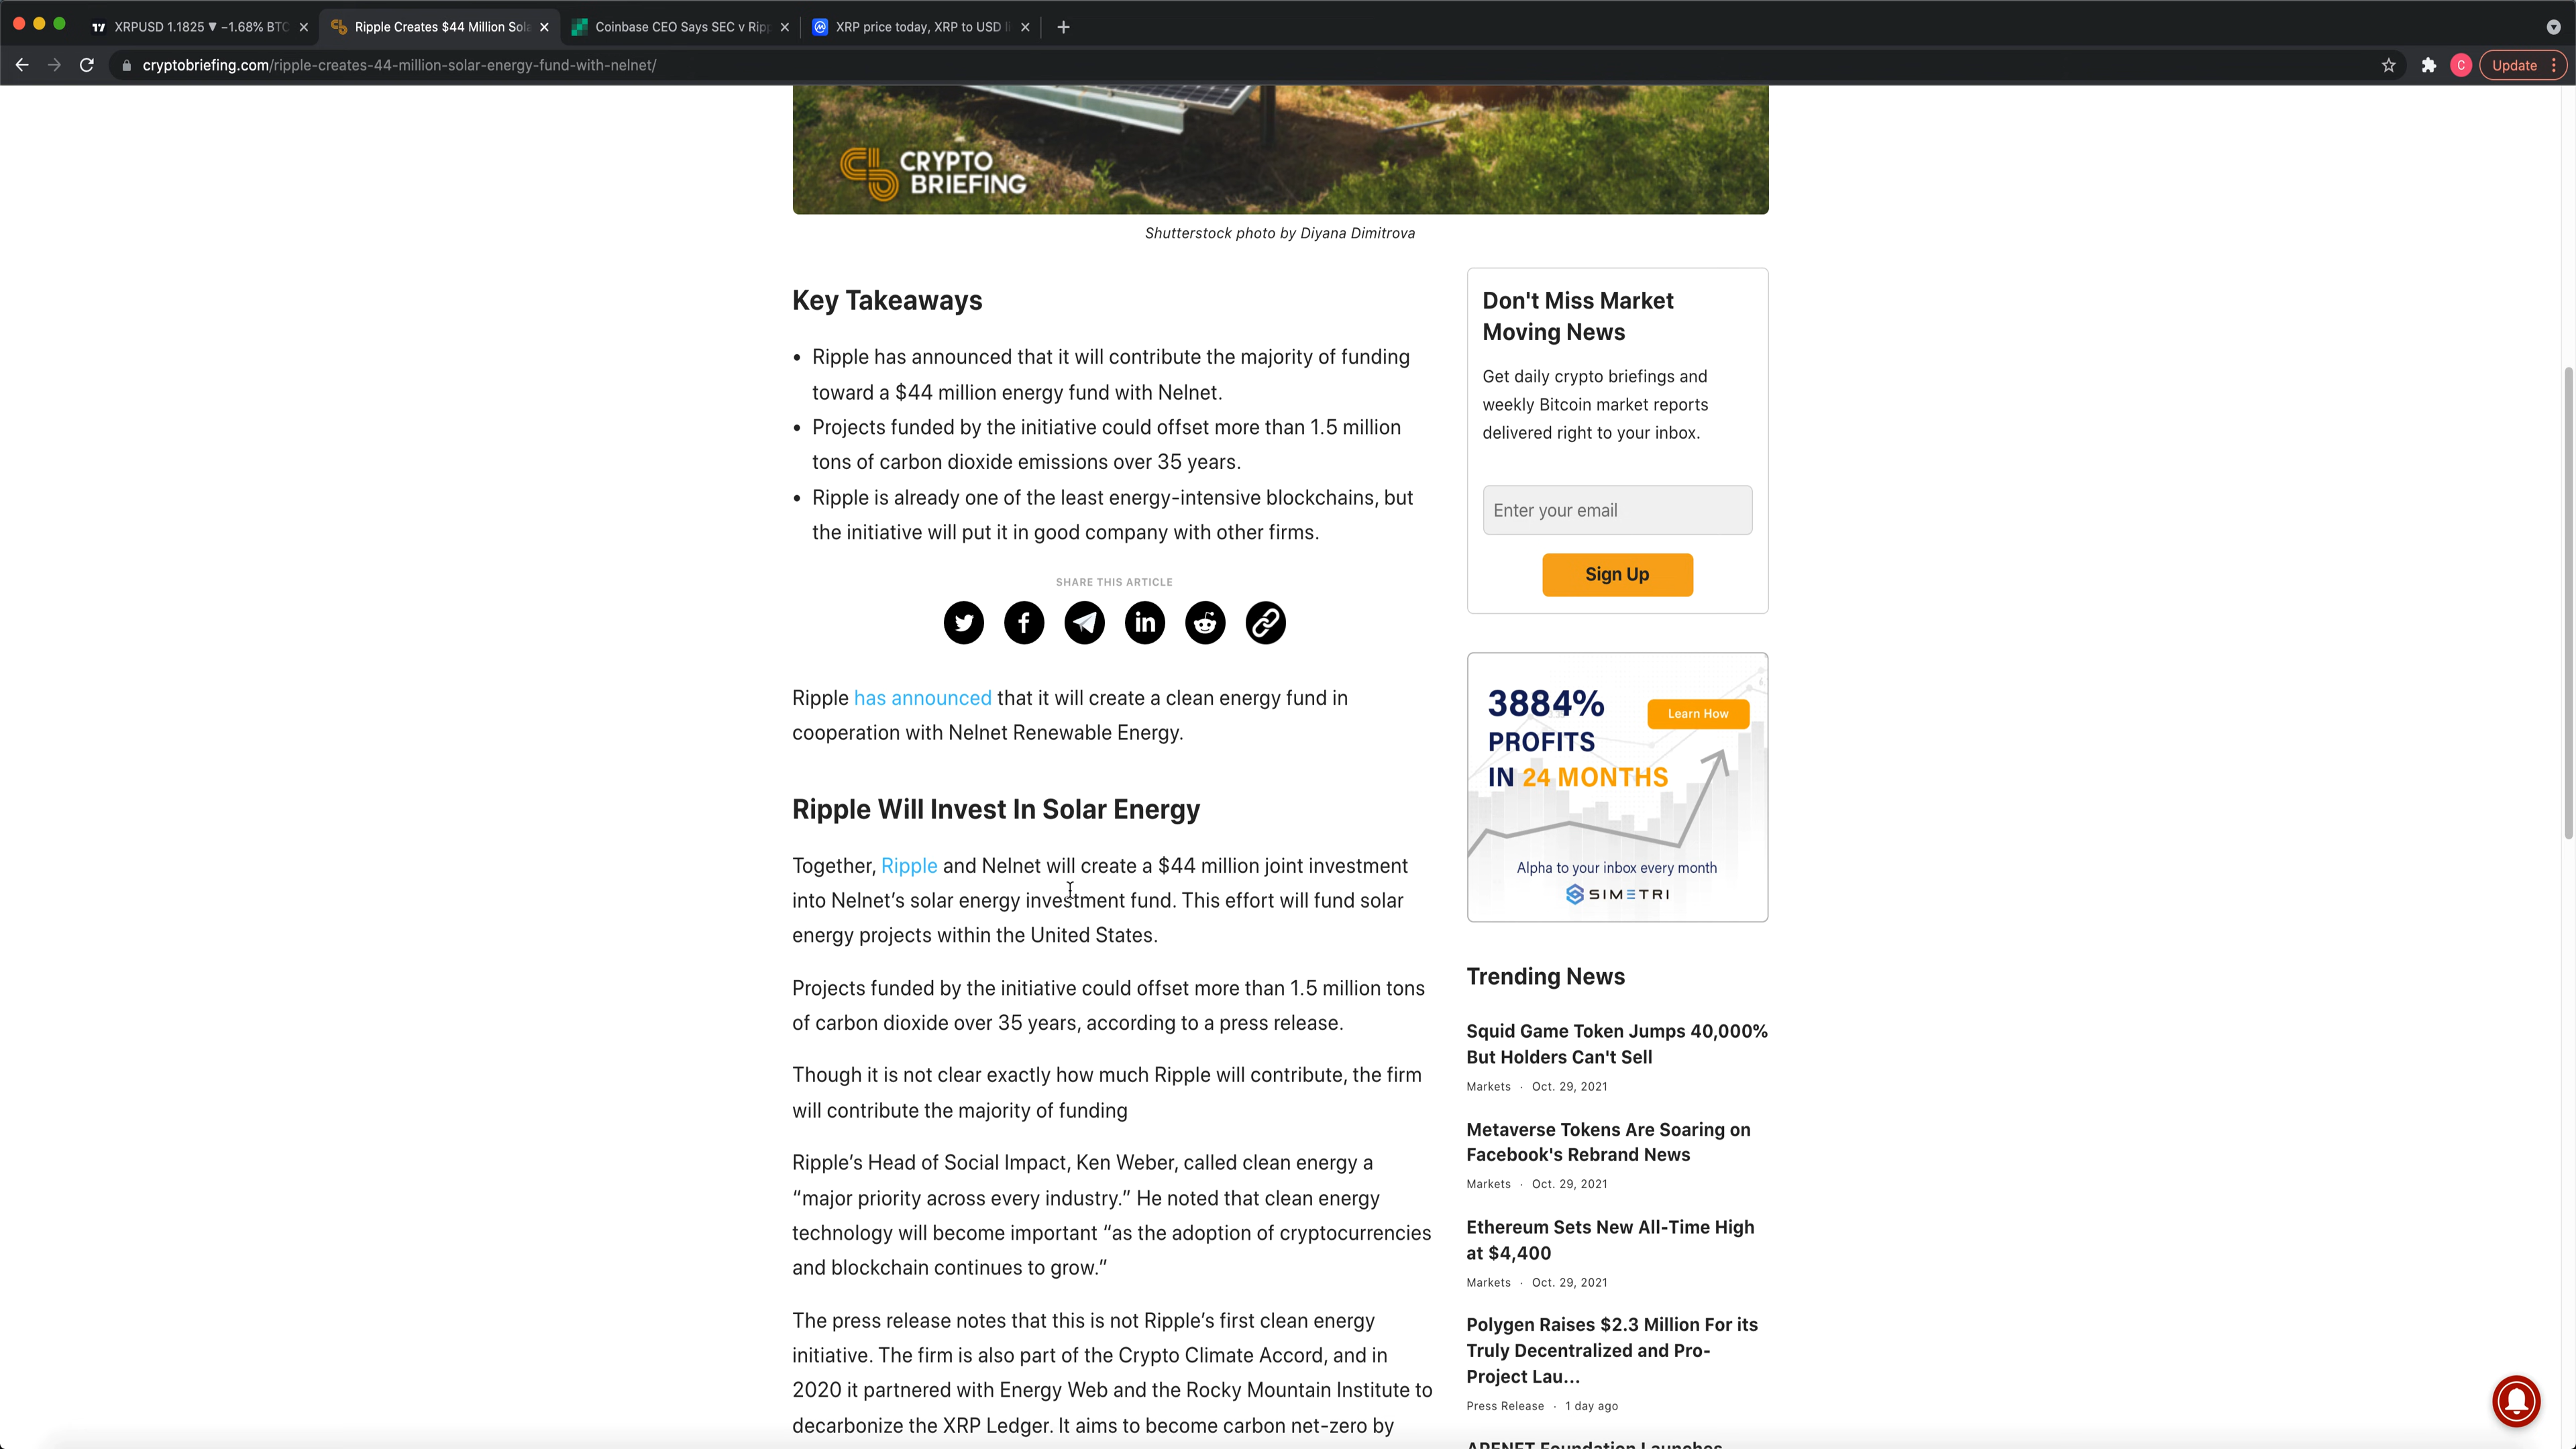 XRPUSD 1.1825 ▼ −1.68% BTC
Ripple Creates $44 Million Sola
Coinbase CEO Says SEC v Ripp
XRP price today, XRP to USD li
cryptobriefing.com/ripple-creates-44-million-solar-energy-fund-with-nelnet/
C
Update
CRYPTO
BRIEFING
Shutterstock photo by Diyana Dimitrova
Key Takeaways
• Ripple has announced that it will contribute the majority of funding
toward a $44 million energy fund with Nelnet.
• Projects funded by the initiative could offset more than 1.5 million
tons of carbon dioxide emissions over 35 years.
• Ripple is already one of the least energy-intensive blockchains, but
the initiative will put it in good company with other firms.
SHARE THIS ARTICLE
Ripple has announced that it will create a clean energy fund in
cooperation with Nelnet Renewable Energy.
Ripple Will Invest In Solar Energy
Together, Ripple and Nelnet will create a $44 million joint investment
into Nelnet’s solar energy investment fund. This effort will fund solar
energy projects within the United States.
Projects funded by the initiative could offset more than 1.5 million tons
of carbon dioxide over 35 years, according to a press release.
Though it is not clear exactly how much Ripple will contribute, the firm
will contribute the majority of funding
Ripple’s Head of Social Impact, Ken Weber, called clean energy a
“major priority across every industry.” He noted that clean energy
technology will become important “as the adoption of cryptocurrencies
and blockchain continues to grow.”
The press release notes that this is not Ripple’s first clean energy
initiative. The firm is also part of the Crypto Climate Accord, and in
2020 it partnered with Energy Web and the Rocky Mountain Institute to
decarbonize the XRP Ledger. It aims to become carbon net-zero by
Don't Miss Market
Moving News
Get daily crypto briefings and
weekly Bitcoin market reports
delivered right to your inbox.
Enter your email
Sign Up
3884%
PROFITS
IN 24 MONTHS
Learn How
Alpha to your inbox every month
SIMETRI
Trending News
Squid Game Token Jumps 40,000%
But Holders Can't Sell
Markets · Oct. 29, 2021
Metaverse Tokens Are Soaring on
Facebook's Rebrand News
Markets · Oct. 29, 2021
Ethereum Sets New All-Time High
at $4,400
Markets · Oct. 29, 2021
Polygen Raises $2.3 Million For its
Truly Decentralized and Pro-
Project Lau...
Press Release · 1 day ago